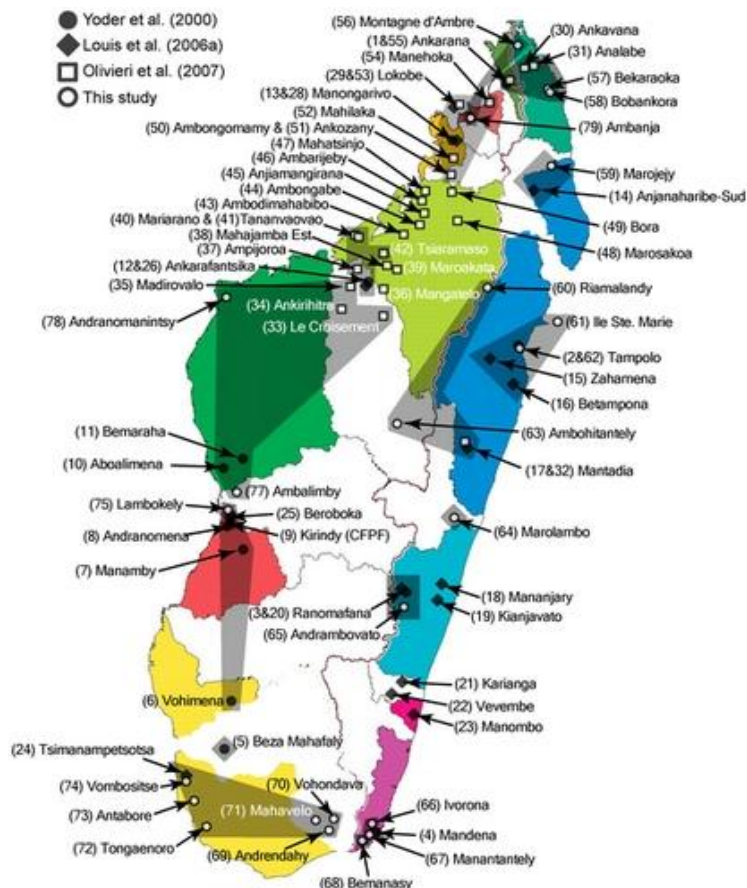 Yoder et al. (2000)
Louis et al. (2006a)
Olivieri et al. (2007)
This study
(56) Montagne d'Ambre
(1&55) Ankarana
(54) Manehoka
(29&53) Lokobe
(13&28) Manongarivo
(52) Mahilaka
(50) Ambongomamy & (51) Ankozany
(47) Mahatsinjo
(46) Ambarijeby
(45) Anjiamangirana
(44) Ambongabe
(43) Ambodimahabibo
(40) Mariarano & (41)Tananvaovao
(38) Mahajamba Est
(37) Ampijoroa
(12&26) Ankarafantsika
(35) Madirovalo
(34) Ankirihitra
(33) Le Croisement
(78) Andranomanintsy
(42) Tsiaramaso
(39) Maroakata
(36) Mangatelo
(30) Ankavana
(31) Analabe
(57) Bekaraoka
(58) Bobankora
(79) Ambanja
(59) Marojejy
(14) Anjanaharibe-Sud
(49) Bora
(48) Marosakoa
(60) Riamalandy
(61) Ile Ste. Marie
(2&62) Tampolo
(15) Zahamena
(16) Betampona
(63) Ambohitantely
(17&32) Mantadia
(64) Marolambo
(11) Bemaraha
(10) Aboalimena
(77) Ambalimby
(75) Lambokely
(25) Beroboka
(8) Andranomena
(9) Kirindy (CFPF)
(7) Manamby
(3&20) Ranomafana
(65) Andrambovato
(18) Mananjary
(19) Kianjavato
(21) Karianga
(22) Vevembe
(23) Manombo
(6) Vohimena
(5) Beza Mahafaly
(24) Tsimanampetsotsa
(74) Vombositse
(73) Antabore
(72) Tongaenoro
(70) Vohondava
(71) Mahavelo
(69) Andrendahy
(66) Ivorona
(4) Mandena
(67) Manantantely
(68) Bemanasy